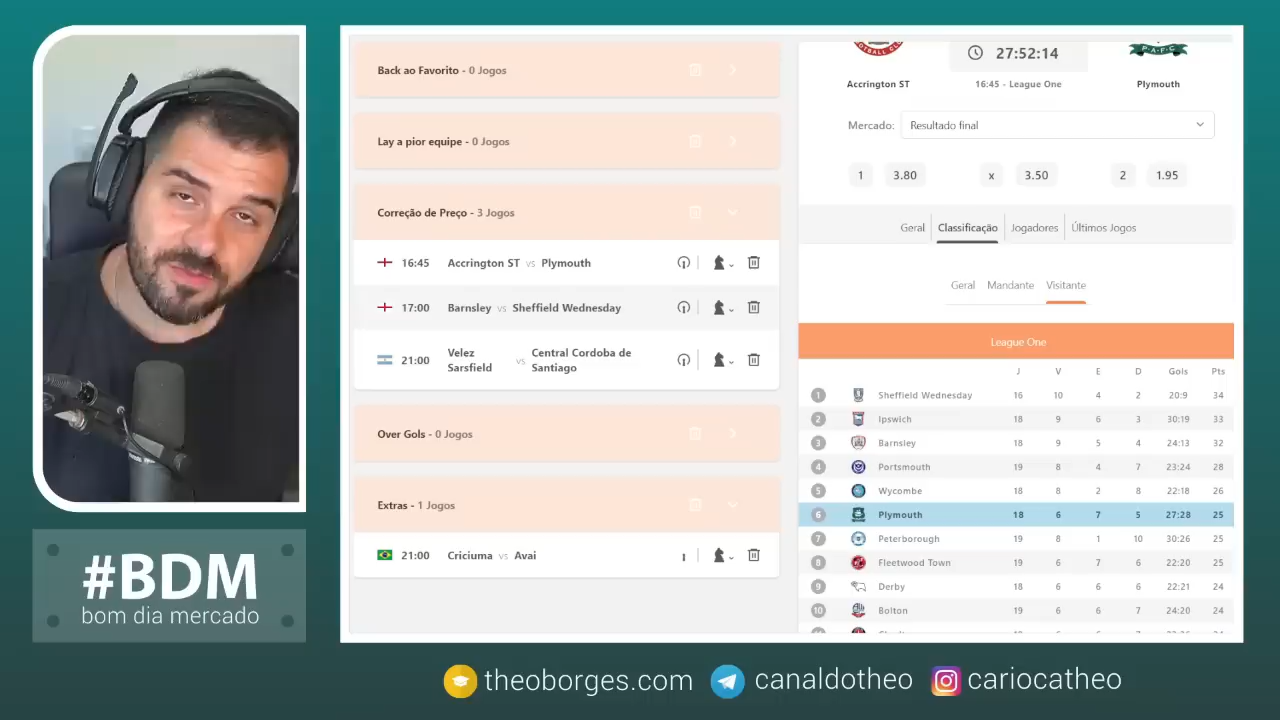 Back ao Favorito - 0 Jogos
Lay a pior equipe - 0 Jogos
Correção de Preço - 3 Jogos
16:45 Accrington ST vs Plymouth
17:00 Barnsley vs Sheffield Wednesday
21:00 Velez Sarsfield vs Central Cordoba de Santiago
Over Gols - 0 Jogos
Extras - 1 Jogos
21:00 Criciuma vs Avai
27:52:14
P.A.F.C
Accrington ST 16:45 - League One Plymouth
Mercado: Resultado final
1 3.80 x 3.50 2 1.95
Geral Classificação Jogadores Últimos Jogos
Geral Mandante Visitante
League One
J V E D Gols Pts
1 Sheffield Wednesday 16 10 4 2 20:9 34
2 Ipswich 18 9 6 3 30:19 33
3 Barnsley 18 9 5 4 24:13 32
4 Portsmouth 19 8 4 7 23:24 28
5 Wycombe 18 8 2 8 22:18 26
6 Plymouth 18 6 7 5 27:28 25
7 Peterborough 19 8 1 10 30:26 25
8 Fleetwood Town 19 6 7 6 22:20 25
9 Derby 18 6 6 6 22:21 24
10 Bolton 19 6 6 7 24:20 24
#BDM
bom dia mercado
theoborges.com canaldotheo cariocatheo